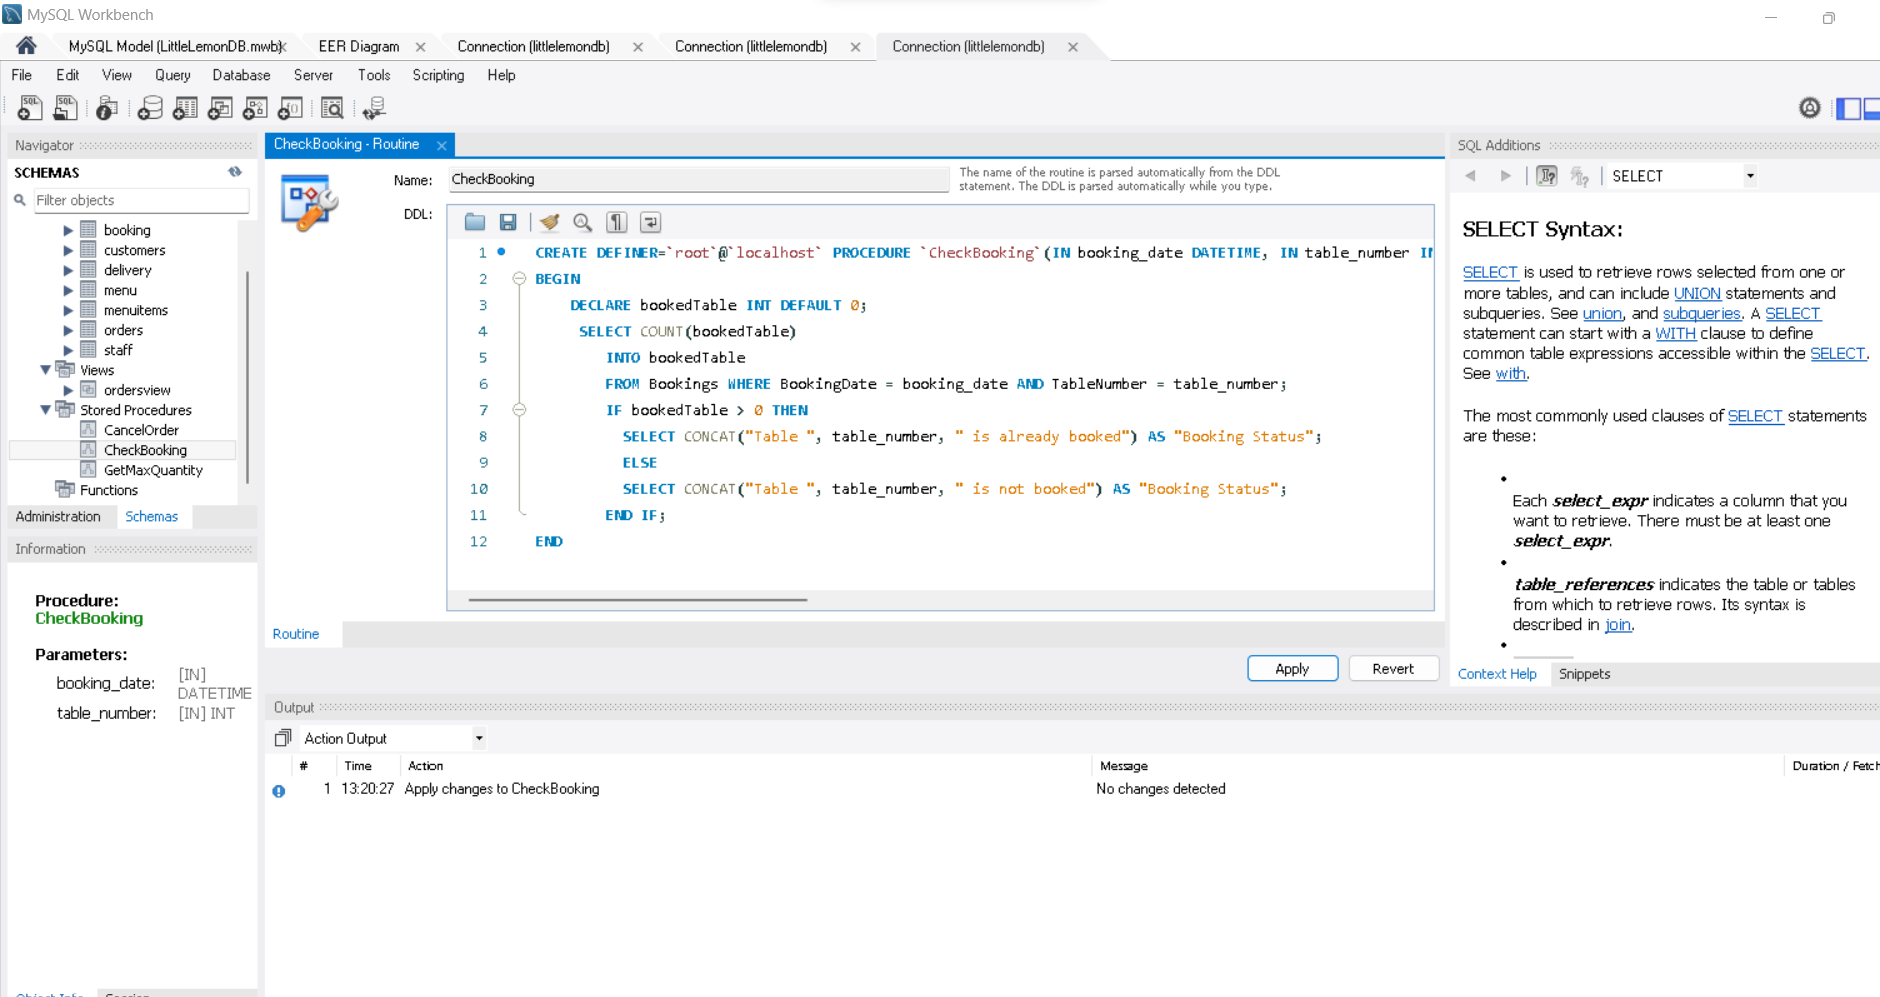 MySQL Workbench
MySQL Model (LittleLemonDB.mwb)
EER Diagram
Connection (littlelemondb)
Connection (littlelemondb)
Connection (littlelemondb)
File Edit View Query Database Server Tools Scripting Help
Navigator
SCHEMAS
Filter objects
booking
customers
delivery
menu
menuitems
orders
staff
Views
ordersview
Stored Procedures
CancelOrder
CheckBooking
GetMaxQuantity
Functions
Administration Schemas
Information
Procedure:
CheckBooking
Parameters:
booking_date: [IN] DATETIME
table_number: [IN] INT
CheckBooking - Routine
Name: CheckBooking
The name of the routine is parsed automatically from the DDL
statement. The DDL is parsed automatically while you type.
DDL:
1 CREATE DEFINER=`root`@`localhost` PROCEDURE `CheckBooking`(IN booking_date DATETIME, IN table_number IN
2 BEGIN
3 DECLARE bookedTable INT DEFAULT 0;
4 SELECT COUNT(bookedTable)
5 INTO bookedTable
6 FROM Bookings WHERE BookingDate = booking_date AND TableNumber = table_number;
7 IF bookedTable > 0 THEN
8 SELECT CONCAT("Table ", table_number, " is already booked") AS "Booking Status";
9 ELSE
10 SELECT CONCAT("Table ", table_number, " is not booked") AS "Booking Status";
11 END IF;
12 END
Routine
Apply Revert
Output
Action Output
# Time Action Message Duration / Fetch
1 13:20:27 Apply changes to CheckBooking No changes detected
SQL Additions
SELECT
SELECT Syntax:
SELECT is used to retrieve rows selected from one or
more tables, and can include UNION statements and
subqueries. See union, and subqueries. A SELECT
statement can start with a WITH clause to define
common table expressions accessible within the SELECT.
See with.
The most commonly used clauses of SELECT statements
are these:
Each select_expr indicates a column that you
want to retrieve. There must be at least one
select_expr.
table_references indicates the table or tables
from which to retrieve rows. Its syntax is
described in join.
Context Help Snippets